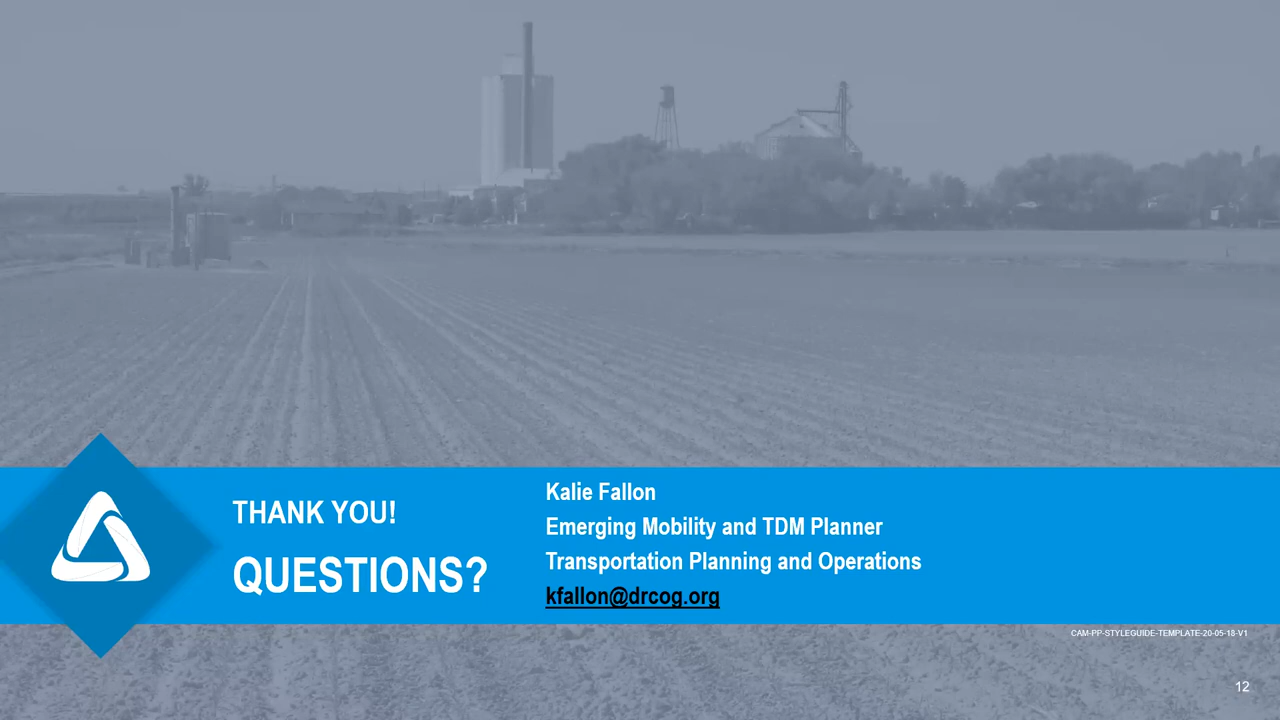 THANK YOU!
QUESTIONS?
Kalie Fallon
Emerging Mobility and TDM Planner
Transportation Planning and Operations
kfallon@drcog.org
CAM-PP-STYLEGUIDE-TEMPLATE-20-05-18-V1
12